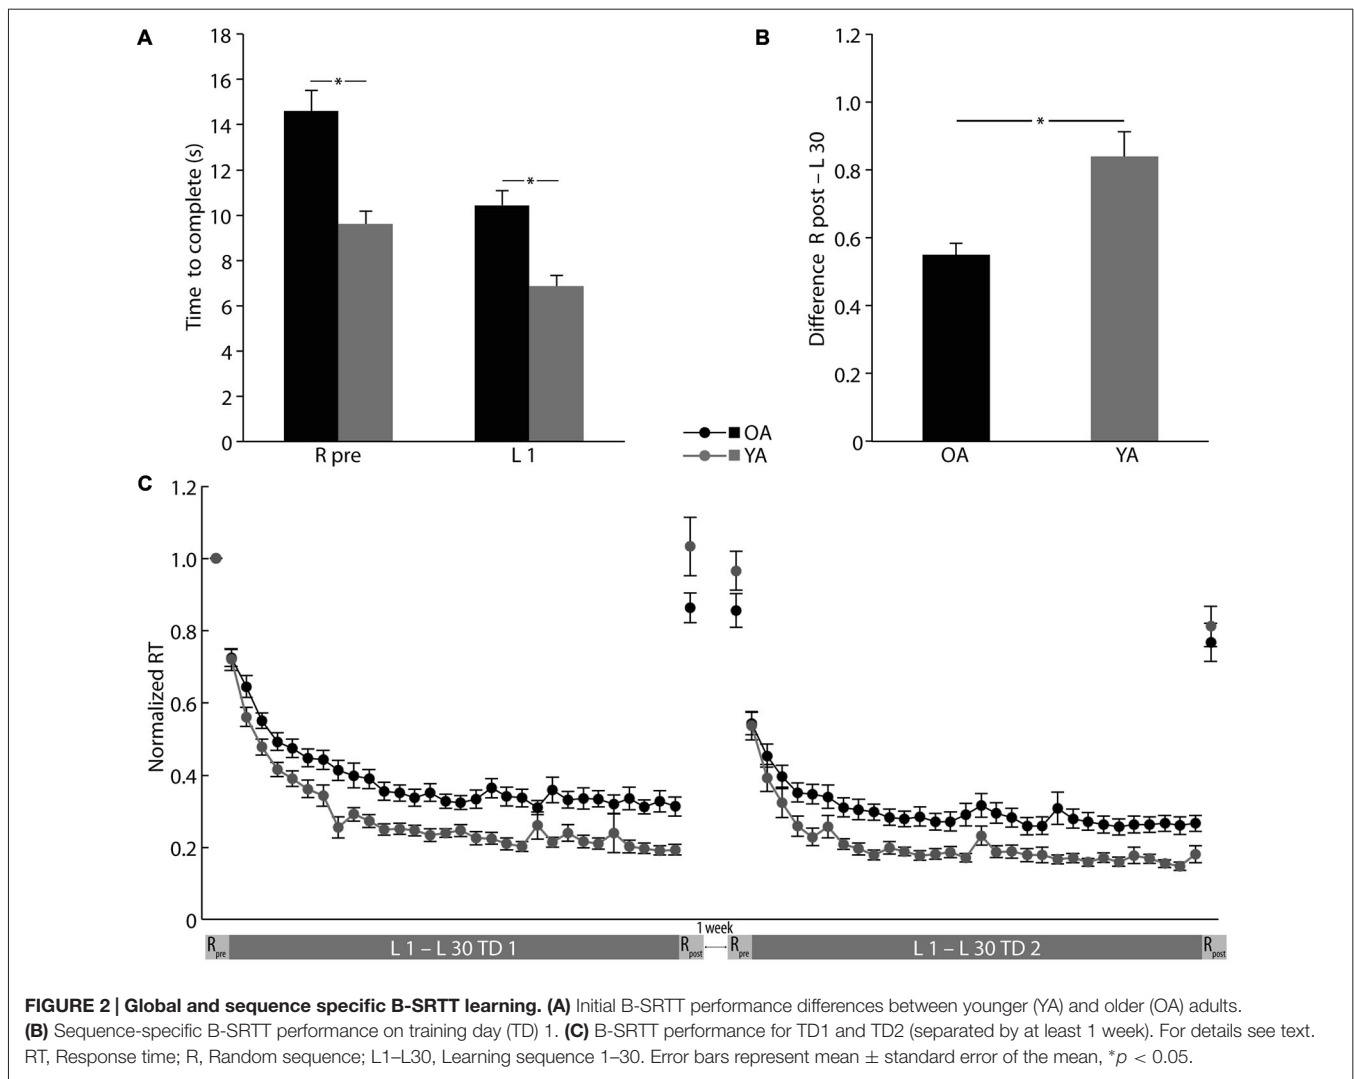 A
18
16
14
12
10
8
6
4
2
0
Time to complete (s)
*
*
R pre
L 1
B
1.2
1.0
0.8
0.6
0.4
0.2
0
Difference R post – L 30
*
OA
YA
OA
YA
C
1.2
1.0
0.8
0.6
0.4
0.2
0
Normalized RT
1 week
Rpre
L 1 – L 30 TD 1
Rpost
Rpre
L 1 – L 30 TD 2
Rpost
FIGURE 2 | Global and sequence specific B-SRTT learning. (A) Initial B-SRTT performance differences between younger (YA) and older (OA) adults.
(B) Sequence-specific B-SRTT performance on training day (TD) 1. (C) B-SRTT performance for TD1 and TD2 (separated by at least 1 week). For details see text.
RT, Response time; R, Random sequence; L1–L30, Learning sequence 1–30. Error bars represent mean ± standard error of the mean, *p < 0.05.